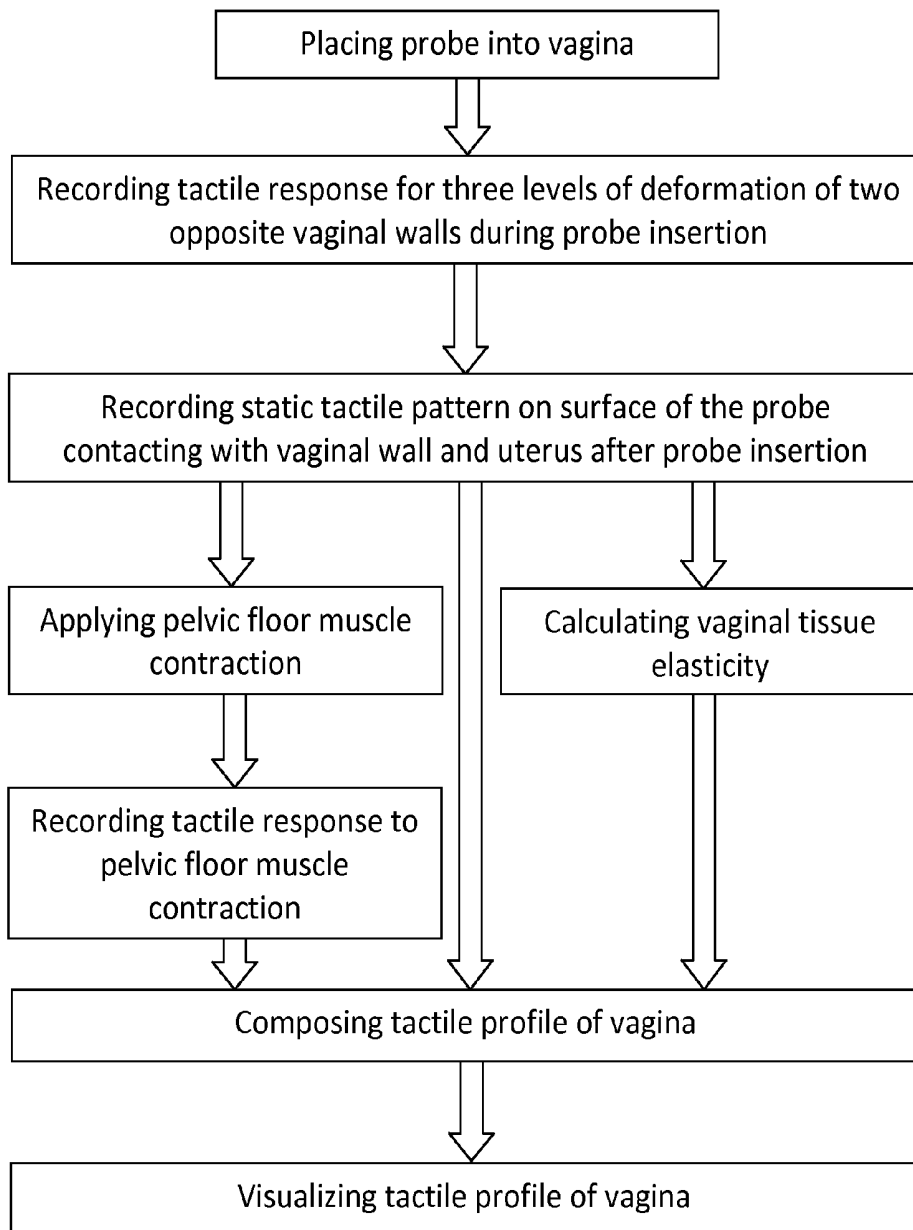 Placing probe into vagina
Recording tactile response for three levels of deformation of two
opposite vaginal walls during probe insertion
Recording static tactile pattern on surface of the probe
contacting with vaginal wall and uterus after probe insertion
Applying pelvic floor muscle
contraction
Calculating vaginal tissue
elasticity
Recording tactile response to
pelvic floor muscle
contraction
Composing tactile profile of vagina
Visualizing tactile profile of vagina